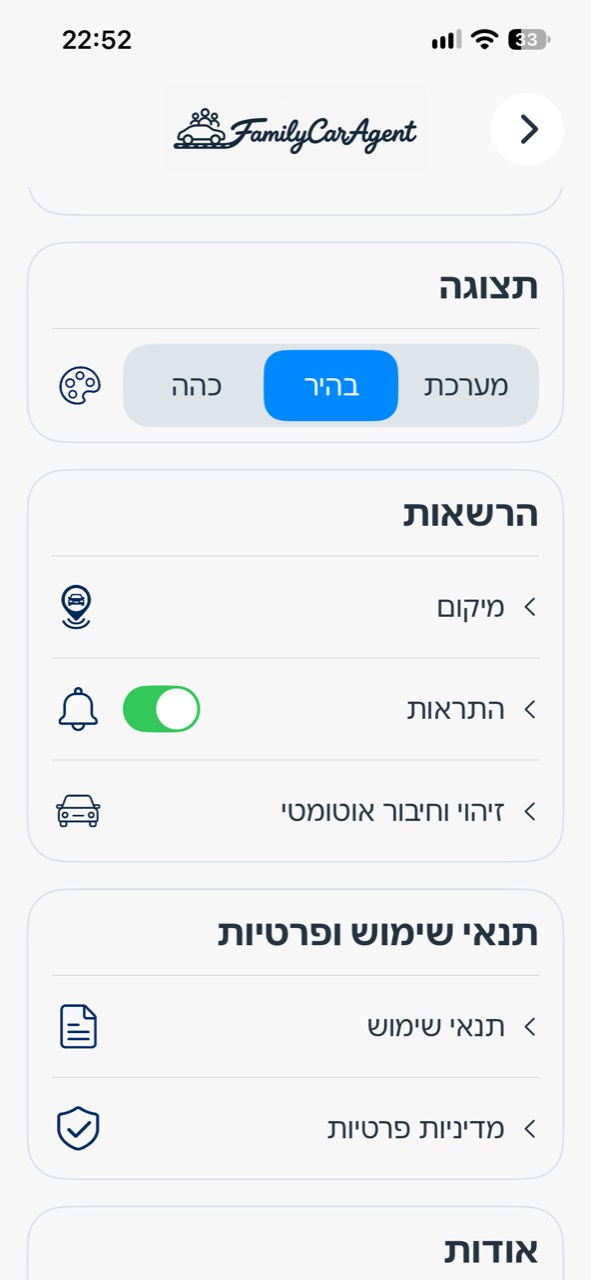 22:52
33
FamilyCarAgent
תצוגה
מערכת בהיר כהה
הרשאות
מיקום
התראות
זיהוי וחיבור אוטומטי
תנאי שימוש ופרטיות
תנאי שימוש
מדיניות פרטיות
אודות